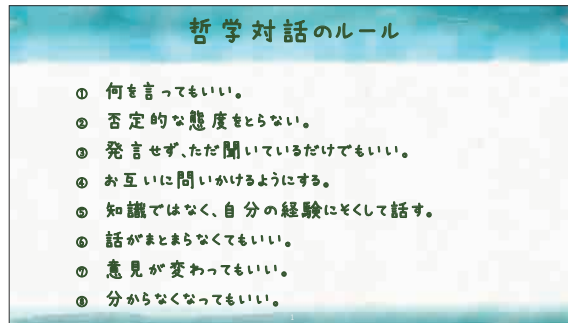 哲学対話のルール
① 何を言ってもいい。
② 否定的な態度をとらない。
③ 発言せず、ただ聞いているだけでもいい。
④ お互いに問いかけるようにする。
⑤ 知識ではなく、自分の経験にそくして話す。
⑥ 話がまとまらなくてもいい。
⑦ 意見が変わってもいい。
⑧ 分からなくなってもいい。
1